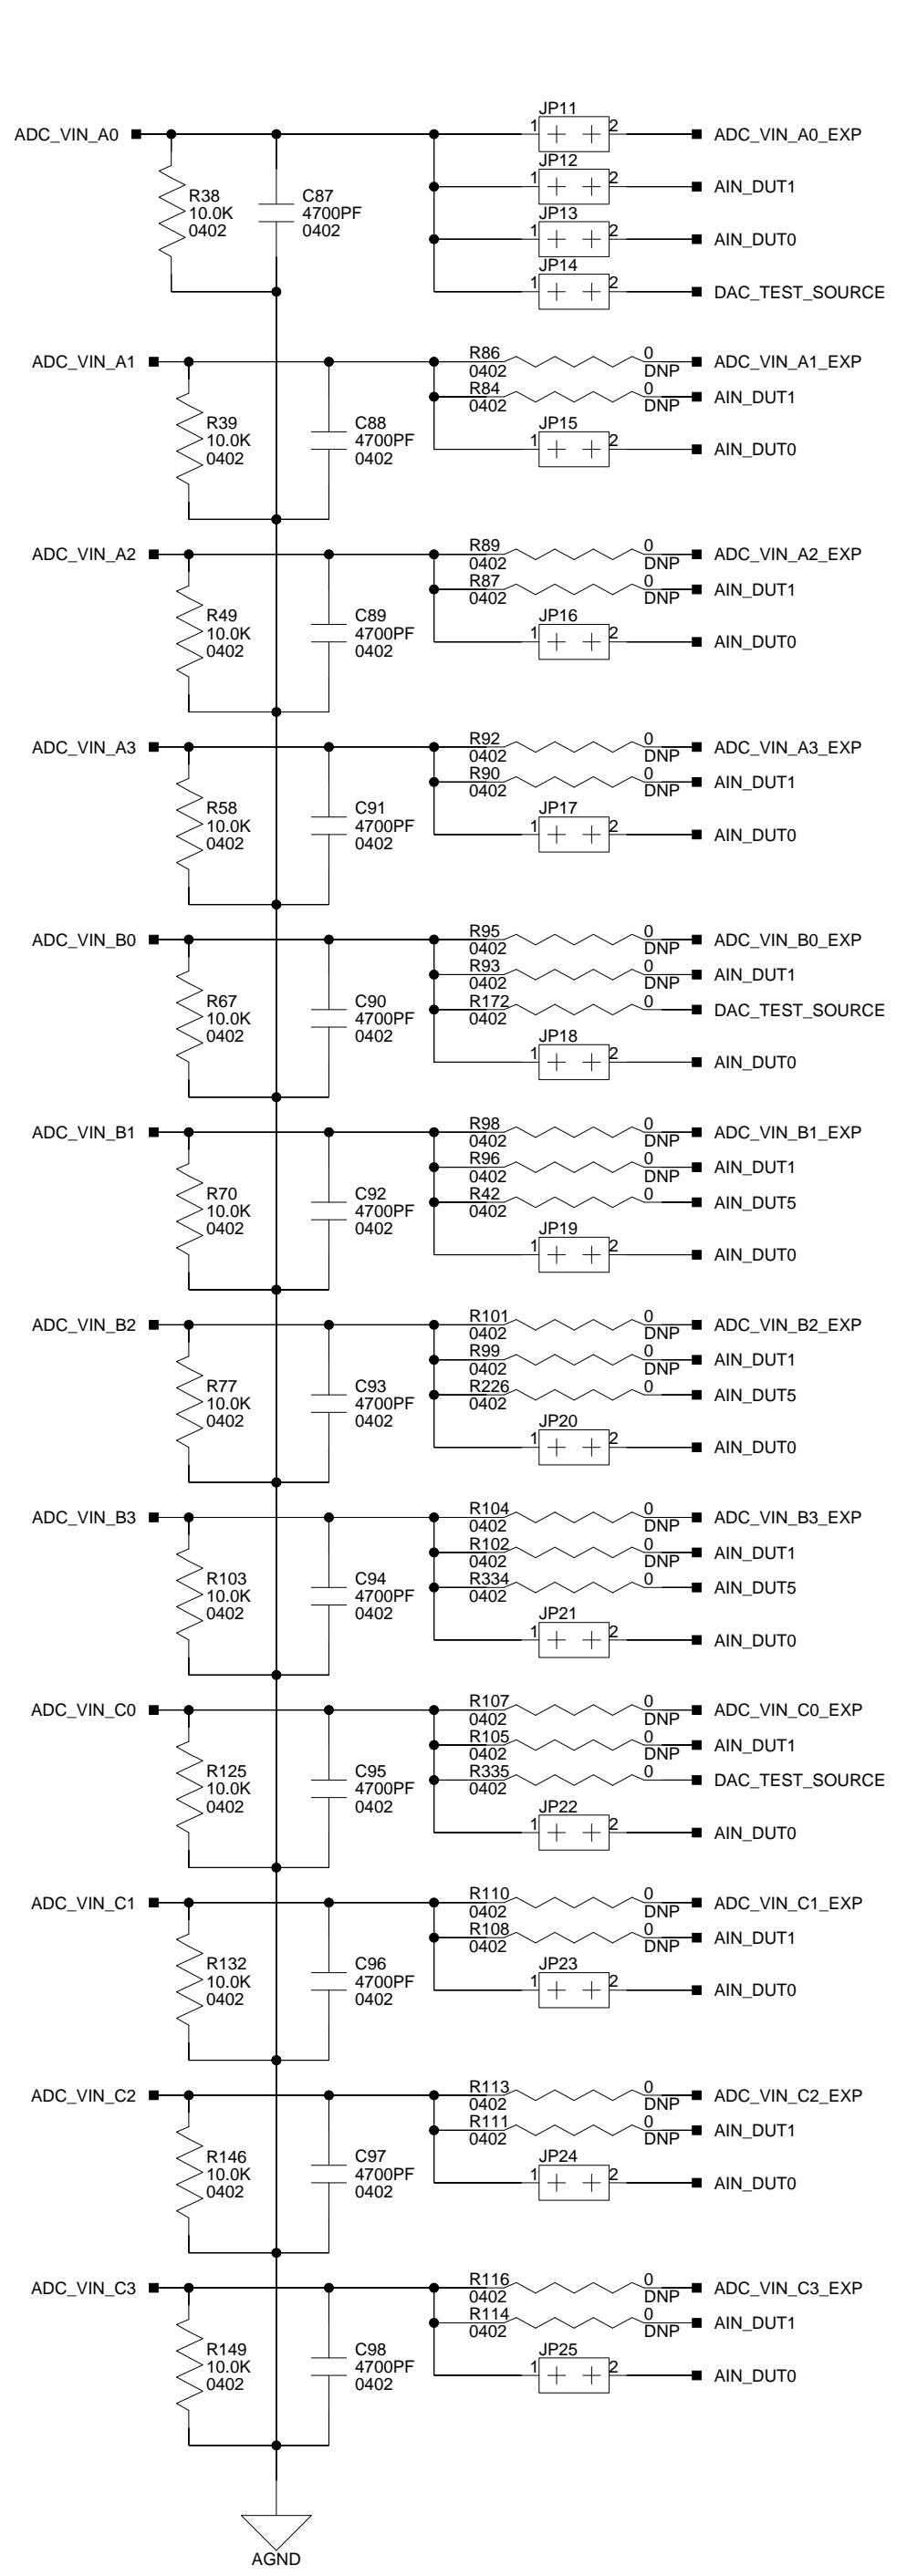 JP11
ADC_VIN_A0 1 2 ADC_VIN_A0_EXP
JP12
1 2 AIN_DUT1
R38 C87
10.0K 4700PF
0402 0402
JP13
1 2 AIN_DUT0
JP14
1 2 DAC_TEST_SOURCE
ADC_VIN_A1 R86 0 ADC_VIN_A1_EXP
0402 DNP
R84 0 AIN_DUT1
0402 DNP
R39 C88
10.0K 4700PF
0402 0402
JP15
1 2 AIN_DUT0
ADC_VIN_A2 R89 0 ADC_VIN_A2_EXP
0402 DNP
R87 0 AIN_DUT1
0402 DNP
R49 C89
10.0K 4700PF
0402 0402
JP16
1 2 AIN_DUT0
ADC_VIN_A3 R92 0 ADC_VIN_A3_EXP
0402 DNP
R90 0 AIN_DUT1
0402 DNP
R58 C91
10.0K 4700PF
0402 0402
JP17
1 2 AIN_DUT0
ADC_VIN_B0 R95 0 ADC_VIN_B0_EXP
0402 DNP
R93 0 AIN_DUT1
0402 DNP
R67 C90
10.0K 4700PF
0402 0402
R172 0 DAC_TEST_SOURCE
0402
JP18
1 2 AIN_DUT0
ADC_VIN_B1 R98 0 ADC_VIN_B1_EXP
0402 DNP
R96 0 AIN_DUT1
0402 DNP
R70 C92
10.0K 4700PF
0402 0402
R42 0 AIN_DUT5
0402
JP19
1 2 AIN_DUT0
ADC_VIN_B2 R101 0 ADC_VIN_B2_EXP
0402 DNP
R99 0 AIN_DUT1
0402 DNP
R77 C93
10.0K 4700PF
0402 0402
R226 0 AIN_DUT5
0402
JP20
1 2 AIN_DUT0
ADC_VIN_B3 R104 0 ADC_VIN_B3_EXP
0402 DNP
R102 0 AIN_DUT1
0402 DNP
R103 C94
10.0K 4700PF
0402 0402
R334 0 AIN_DUT5
0402
JP21
1 2 AIN_DUT0
ADC_VIN_C0 R107 0 ADC_VIN_C0_EXP
0402 DNP
R105 0 AIN_DUT1
0402 DNP
R125 C95
10.0K 4700PF
0402 0402
R335 0 DAC_TEST_SOURCE
0402
JP22
1 2 AIN_DUT0
ADC_VIN_C1 R110 0 ADC_VIN_C1_EXP
0402 DNP
R108 0 AIN_DUT1
0402 DNP
R132 C96
10.0K 4700PF
0402 0402
JP23
1 2 AIN_DUT0
ADC_VIN_C2 R113 0 ADC_VIN_C2_EXP
0402 DNP
R111 0 AIN_DUT1
0402 DNP
R146 C97
10.0K 4700PF
0402 0402
JP24
1 2 AIN_DUT0
ADC_VIN_C3 R116 0 ADC_VIN_C3_EXP
0402 DNP
R114 0 AIN_DUT1
0402 DNP
R149 C98
10.0K 4700PF
0402 0402
JP25
1 2 AIN_DUT0
AGND